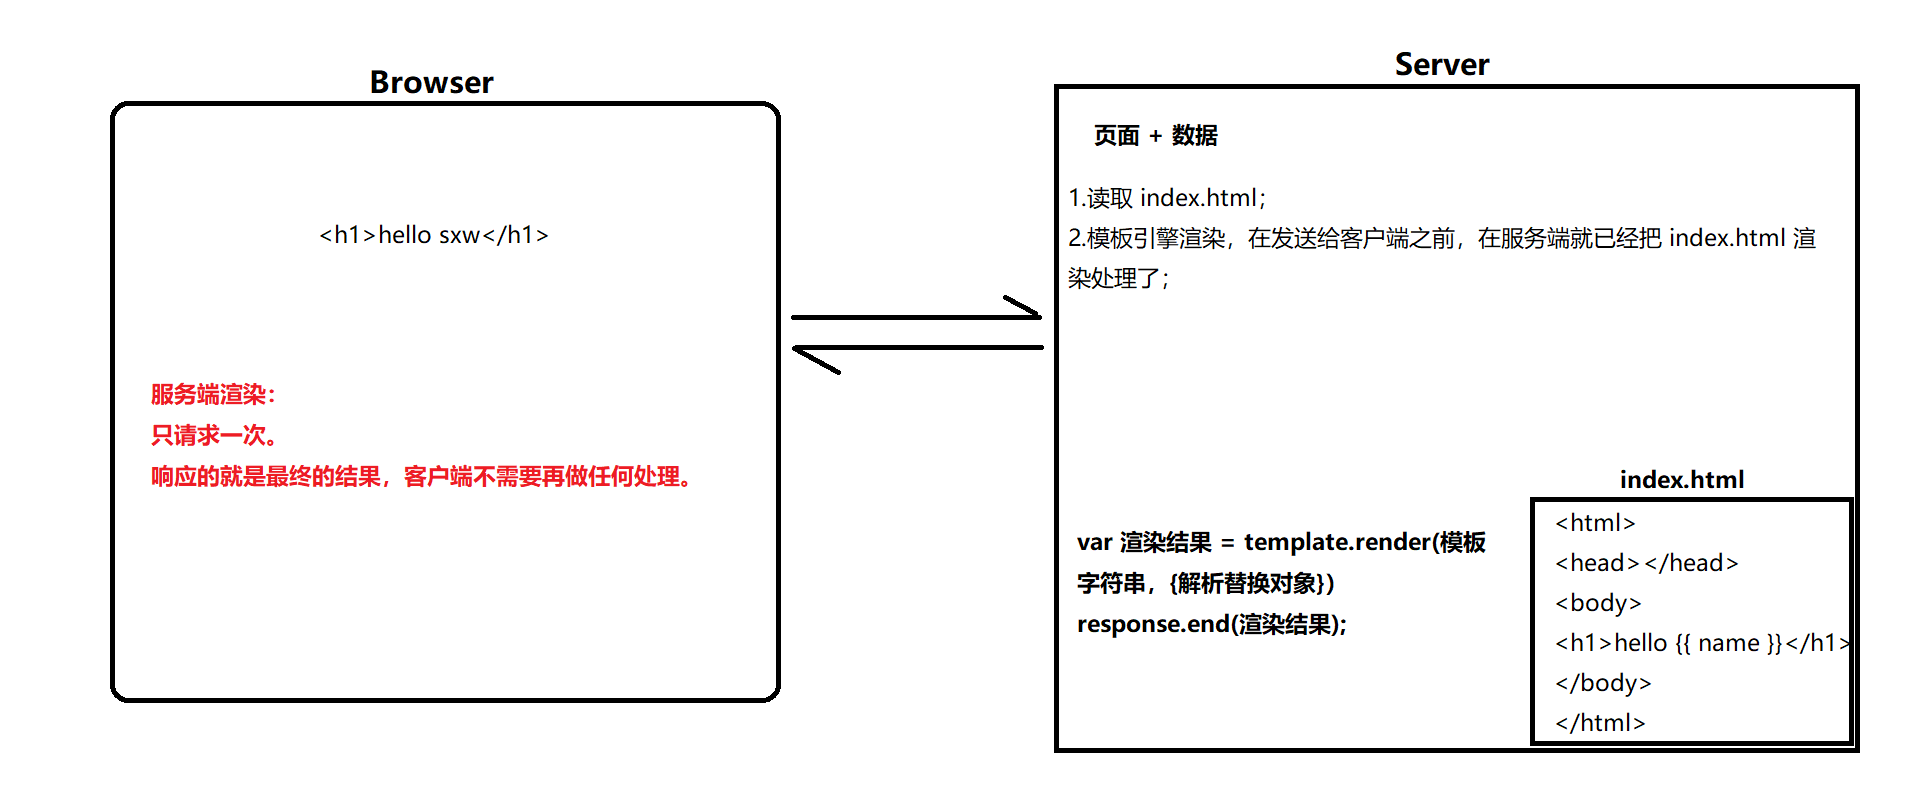 Browser
<h1>hello sxw</h1>
服务端渲染：
只请求一次。
响应的就是最终的结果，客户端不需要再做任何处理。
Server
页面 + 数据
1.读取 index.html；
2.模板引擎渲染，在发送给客户端之前，在服务端就已经把 index.html 渲
染处理了；
var 渲染结果 = template.render(模板
字符串，{解析替换对象})
response.end(渲染结果);
index.html
<html>
<head></head>
<body>
<h1>hello {{ name }}</h1>
</body>
</html>